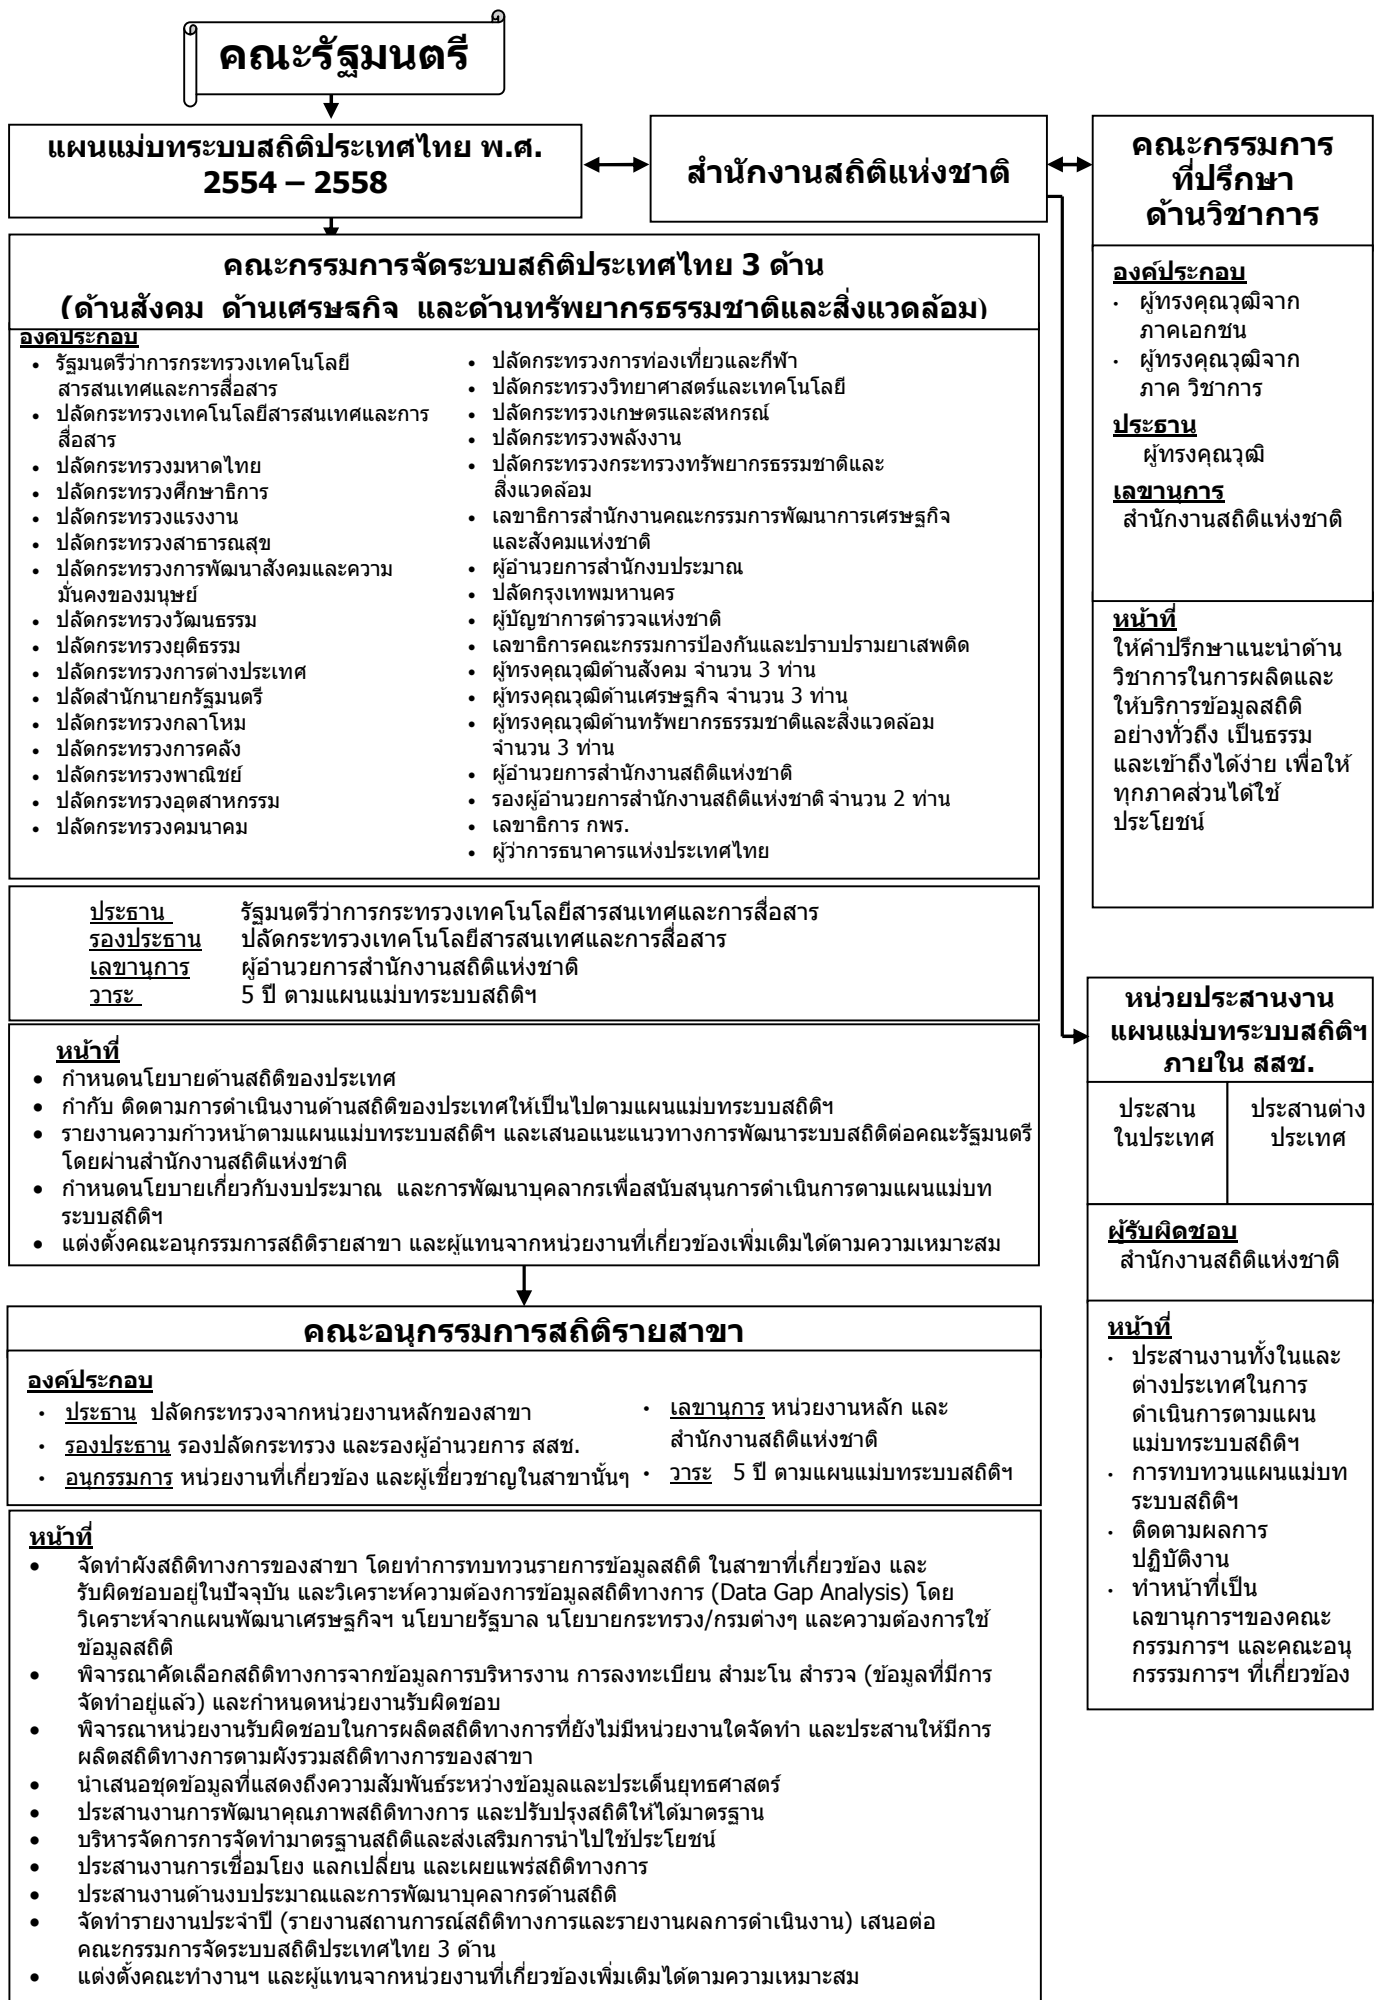 คณะรัฐมนตรี
แผนแม่บทระบบสถิติประเทศไทย พ.ศ.
2554 – 2558
สำนักงานสถิติแห่งชาติ
คณะกรรมการ
ที่ปรึกษา
ด้านวิชาการ
องค์ประกอบ
• ผู้ทรงคุณวุฒิจาก
ภาคเอกชน
• ผู้ทรงคุณวุฒิจาก
ภาค วิชาการ
ประธาน
ผู้ทรงคุณวุฒิ
เลขานุการ
สำนักงานสถิติแห่งชาติ
หน้าที่
ให้คำปรึกษาแนะนำด้าน
วิชาการในการผลิตและ
ให้บริการข้อมูลสถิติ
อย่างทั่วถึง เป็นธรรม
และเข้าถึงได้ง่าย เพื่อให้
ทุกภาคส่วนได้ใช้
ประโยชน์
คณะกรรมการจัดระบบสถิติประเทศไทย 3 ด้าน
(ด้านสังคม ด้านเศรษฐกิจ และด้านทรัพยากรธรรมชาติและสิ่งแวดล้อม)
องค์ประกอบ
• รัฐมนตรีว่าการกระทรวงเทคโนโลยี
สารสนเทศและการสื่อสาร
• ปลัดกระทรวงเทคโนโลยีสารสนเทศและการ
สื่อสาร
• ปลัดกระทรวงมหาดไทย
• ปลัดกระทรวงศึกษาธิการ
• ปลัดกระทรวงแรงงาน
• ปลัดกระทรวงสาธารณสุข
• ปลัดกระทรวงการพัฒนาสังคมและความ
มั่นคงของมนุษย์
• ปลัดกระทรวงวัฒนธรรม
• ปลัดกระทรวงยุติธรรม
• ปลัดกระทรวงการต่างประเทศ
• ปลัดสำนักนายกรัฐมนตรี
• ปลัดกระทรวงกลาโหม
• ปลัดกระทรวงการคลัง
• ปลัดกระทรวงพาณิชย์
• ปลัดกระทรวงอุตสาหกรรม
• ปลัดกระทรวงคมนาคม
• ปลัดกระทรวงการท่องเที่ยวและกีฬา
• ปลัดกระทรวงวิทยาศาสตร์และเทคโนโลยี
• ปลัดกระทรวงเกษตรและสหกรณ์
• ปลัดกระทรวงพลังงาน
• ปลัดกระทรวงกระทรวงทรัพยากรธรรมชาติและ
สิ่งแวดล้อม
• เลขาธิการสำนักงานคณะกรรมการพัฒนาการเศรษฐกิจ
และสังคมแห่งชาติ
• ผู้อำนวยการสำนักงบประมาณ
• ปลัดกรุงเทพมหานคร
• ผู้บัญชาการตำรวจแห่งชาติ
• เลขาธิการคณะกรรมการป้องกันและปราบปรามยาเสพติด
• ผู้ทรงคุณวุฒิด้านสังคม จำนวน 3 ท่าน
• ผู้ทรงคุณวุฒิด้านเศรษฐกิจ จำนวน 3 ท่าน
• ผู้ทรงคุณวุฒิด้านทรัพยากรธรรมชาติและสิ่งแวดล้อม
จำนวน 3 ท่าน
• ผู้อำนวยการสำนักงานสถิติแห่งชาติ
• รองผู้อำนวยการสำนักงานสถิติแห่งชาติ จำนวน 2 ท่าน
• เลขาธิการ กพร.
• ผู้ว่าการธนาคารแห่งประเทศไทย
ประธาน รัฐมนตรีว่าการกระทรวงเทคโนโลยีสารสนเทศและการสื่อสาร
รองประธาน ปลัดกระทรวงเทคโนโลยีสารสนเทศและการสื่อสาร
เลขานุการ ผู้อำนวยการสำนักงานสถิติแห่งชาติ
วาระ 5 ปี ตามแผนแม่บทระบบสถิติฯ
หน้าที่
• กำหนดนโยบายด้านสถิติของประเทศ
• กำกับ ติดตามการดำเนินงานด้านสถิติของประเทศให้เป็นไปตามแผนแม่บทระบบสถิติฯ
• รายงานความก้าวหน้าตามแผนแม่บทระบบสถิติฯ และเสนอแนะแนวทางการพัฒนาระบบสถิติต่อคณะรัฐมนตรี
โดยผ่านสำนักงานสถิติแห่งชาติ
• กำหนดนโยบายเกี่ยวกับงบประมาณ และการพัฒนาบุคลากรเพื่อสนับสนุนการดำเนินการตามแผนแม่บท
ระบบสถิติฯ
• แต่งตั้งคณะอนุกรรมการสถิติรายสาขา และผู้แทนจากหน่วยงานที่เกี่ยวข้องเพิ่มเติมได้ตามความเหมาะสม
หน่วยประสานงาน
แผนแม่บทระบบสถิติฯ
ภายใน สสช.
ประสาน
ในประเทศ
ประสานต่าง
ประเทศ
ผู้รับผิดชอบ
สำนักงานสถิติแห่งชาติ
หน้าที่
• ประสานงานทั้งในและ
ต่างประเทศในการ
ดำเนินการตามแผน
แม่บทระบบสถิติฯ
• การทบทวนแผนแม่บท
ระบบสถิติฯ
• ติดตามผลการ
ปฏิบัติงาน
• ทำหน้าที่เป็น
เลขานุการฯของคณะ
กรรมการฯ และคณะอนุ
กรรรมการฯ ที่เกี่ยวข้อง
คณะอนุกรรมการสถิติรายสาขา
องค์ประกอบ
• ประธาน ปลัดกระทรวงจากหน่วยงานหลักของสาขา
• รองประธาน รองปลัดกระทรวง และรองผู้อำนวยการ สสช.
• อนุกรรมการ หน่วยงานที่เกี่ยวข้อง และผู้เชี่ยวชาญในสาขานั้นๆ
• เลขานุการ หน่วยงานหลัก และ
สำนักงานสถิติแห่งชาติ
• วาระ 5 ปี ตามแผนแม่บทระบบสถิติฯ
หน้าที่
• จัดทำผังสถิติทางการของสาขา โดยทำการทบทวนรายการข้อมูลสถิติ ในสาขาที่เกี่ยวข้อง และ
รับผิดชอบอยู่ในปัจจุบัน และวิเคราะห์ความต้องการข้อมูลสถิติทางการ (Data Gap Analysis) โดย
วิเคราะห์จากแผนพัฒนาเศรษฐกิจฯ นโยบายรัฐบาล นโยบายกระทรวง/กรมต่างๆ และความต้องการใช้
ข้อมูลสถิติ
• พิจารณาคัดเลือกสถิติทางการจากข้อมูลการบริหารงาน การลงทะเบียน สำมะโน สำรวจ (ข้อมูลที่มีการ
จัดทำอยู่แล้ว) และกำหนดหน่วยงานรับผิดชอบ
• พิจารณาหน่วยงานรับผิดชอบในการผลิตสถิติทางการที่ยังไม่มีหน่วยงานใดจัดทำ และประสานให้มีการ
ผลิตสถิติทางการตามผังรวมสถิติทางการของสาขา
• นำเสนอชุดข้อมูลที่แสดงถึงความสัมพันธ์ระหว่างข้อมูลและประเด็นยุทธศาสตร์
• ประสานงานการพัฒนาคุณภาพสถิติทางการ และปรับปรุงสถิติให้ได้มาตรฐาน
• บริหารจัดการการจัดทำมาตรฐานสถิติและส่งเสริมการนำไปใช้ประโยชน์
• ประสานงานการเชื่อมโยง แลกเปลี่ยน และเผยแพร่สถิติทางการ
• ประสานงานด้านงบประมาณและการพัฒนาบุคลากรด้านสถิติ
• จัดทำรายงานประจำปี (รายงานสถานการณ์สถิติทางการและรายงานผลการดำเนินงาน) เสนอต่อ
คณะกรรมการจัดระบบสถิติประเทศไทย 3 ด้าน
• แต่งตั้งคณะทำงานฯ และผู้แทนจากหน่วยงานที่เกี่ยวข้องเพิ่มเติมได้ตามความเหมาะสม